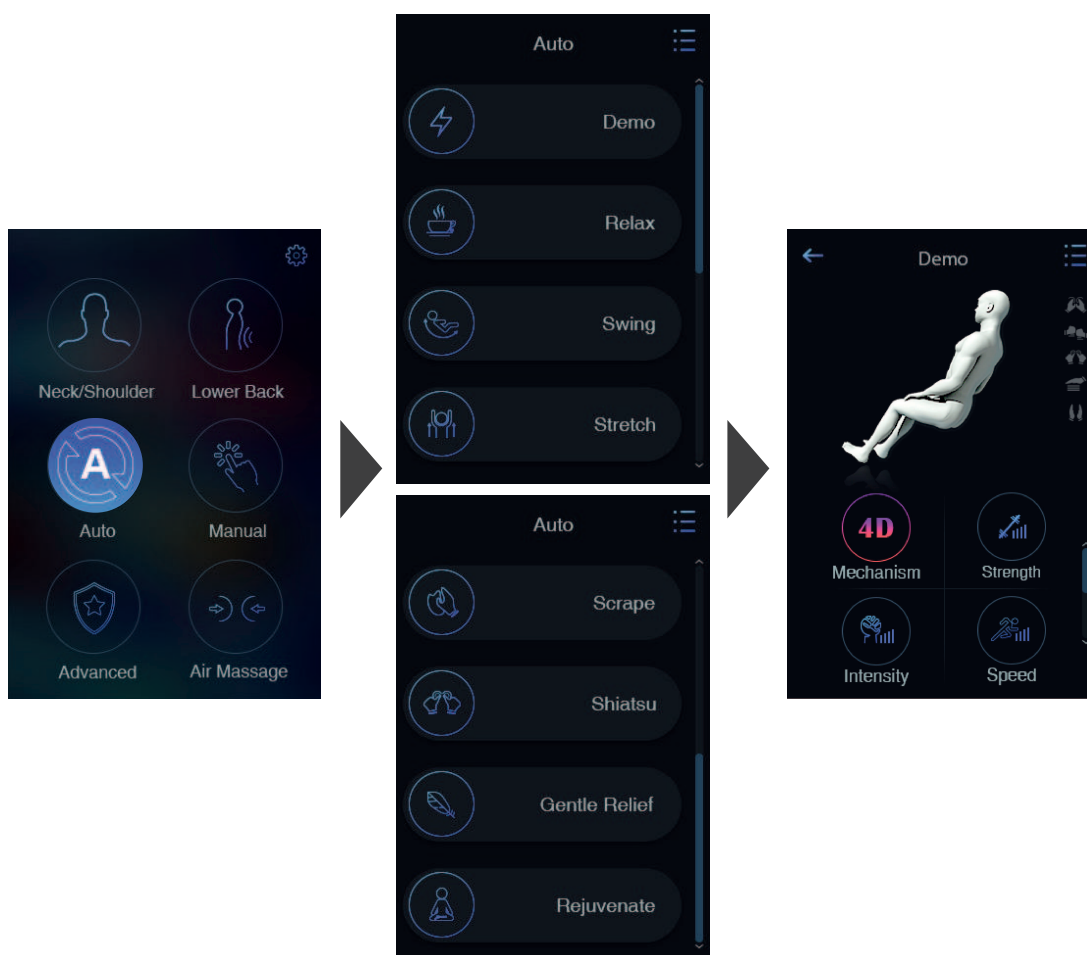 Neck/Shoulder
Lower Back
A
Auto
Manual
Advanced
Air Massage
Auto
Demo
Relax
Swing
Stretch
Auto
Scrape
Shiatsu
Gentle Relief
Rejuvenate
Demo
4D
Mechanism
Strength
Intensity
Speed